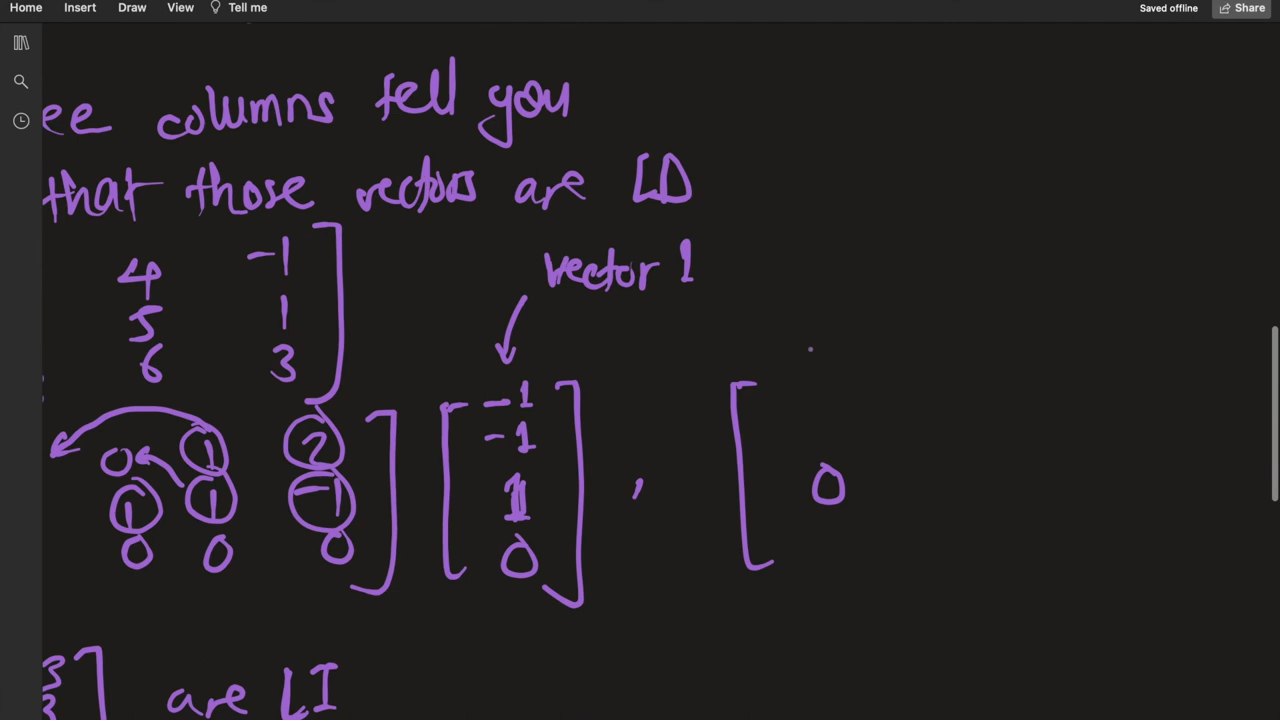 Home Insert Draw View Tell me Saved offline Share
ee columns tell you
that those vectors are LD
vector 1
4 -1
5 1
6 3
0 1 2
1 1 -1
0 0 0
-1
-1
1
0
,
0
3
3
are LI